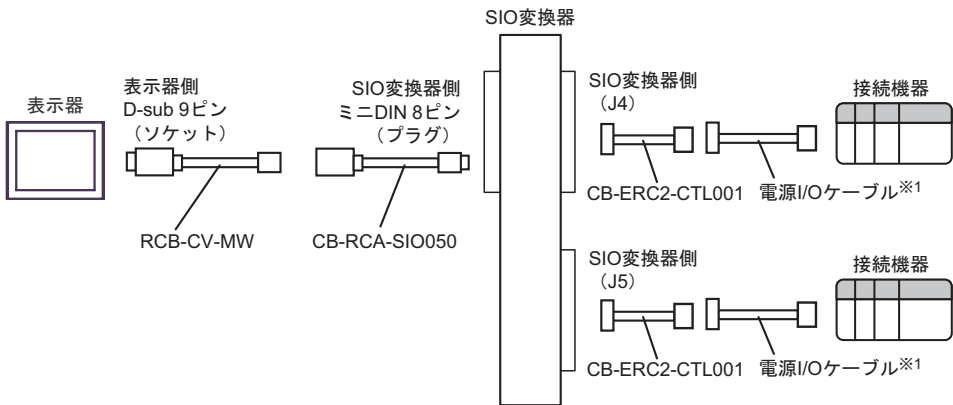 SIO変換器
表示器
表示器側
D-sub 9ピン
（ソケット）
RCB-CV-MW
SIO変換器側
ミニDIN 8ピン
（プラグ）
CB-RCA-SIO050
SIO変換器側
（J4）
CB-ERC2-CTL001
電源I/Oケーブル※1
接続機器
SIO変換器側
（J5）
CB-ERC2-CTL001
電源I/Oケーブル※1
接続機器